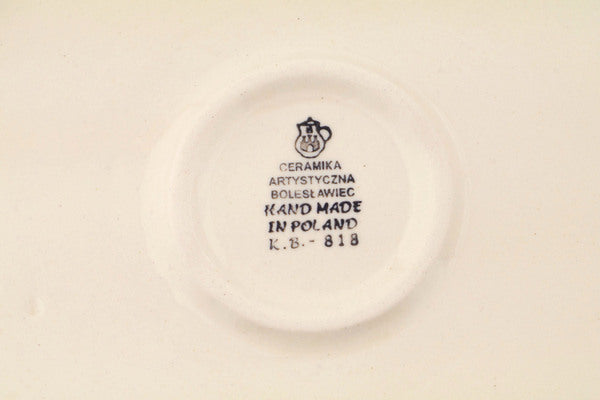 CERAMIKA
ARTYSTYCZNA
BOLESŁAWIEC
HAND MADE
IN POLAND
K.B.- 818